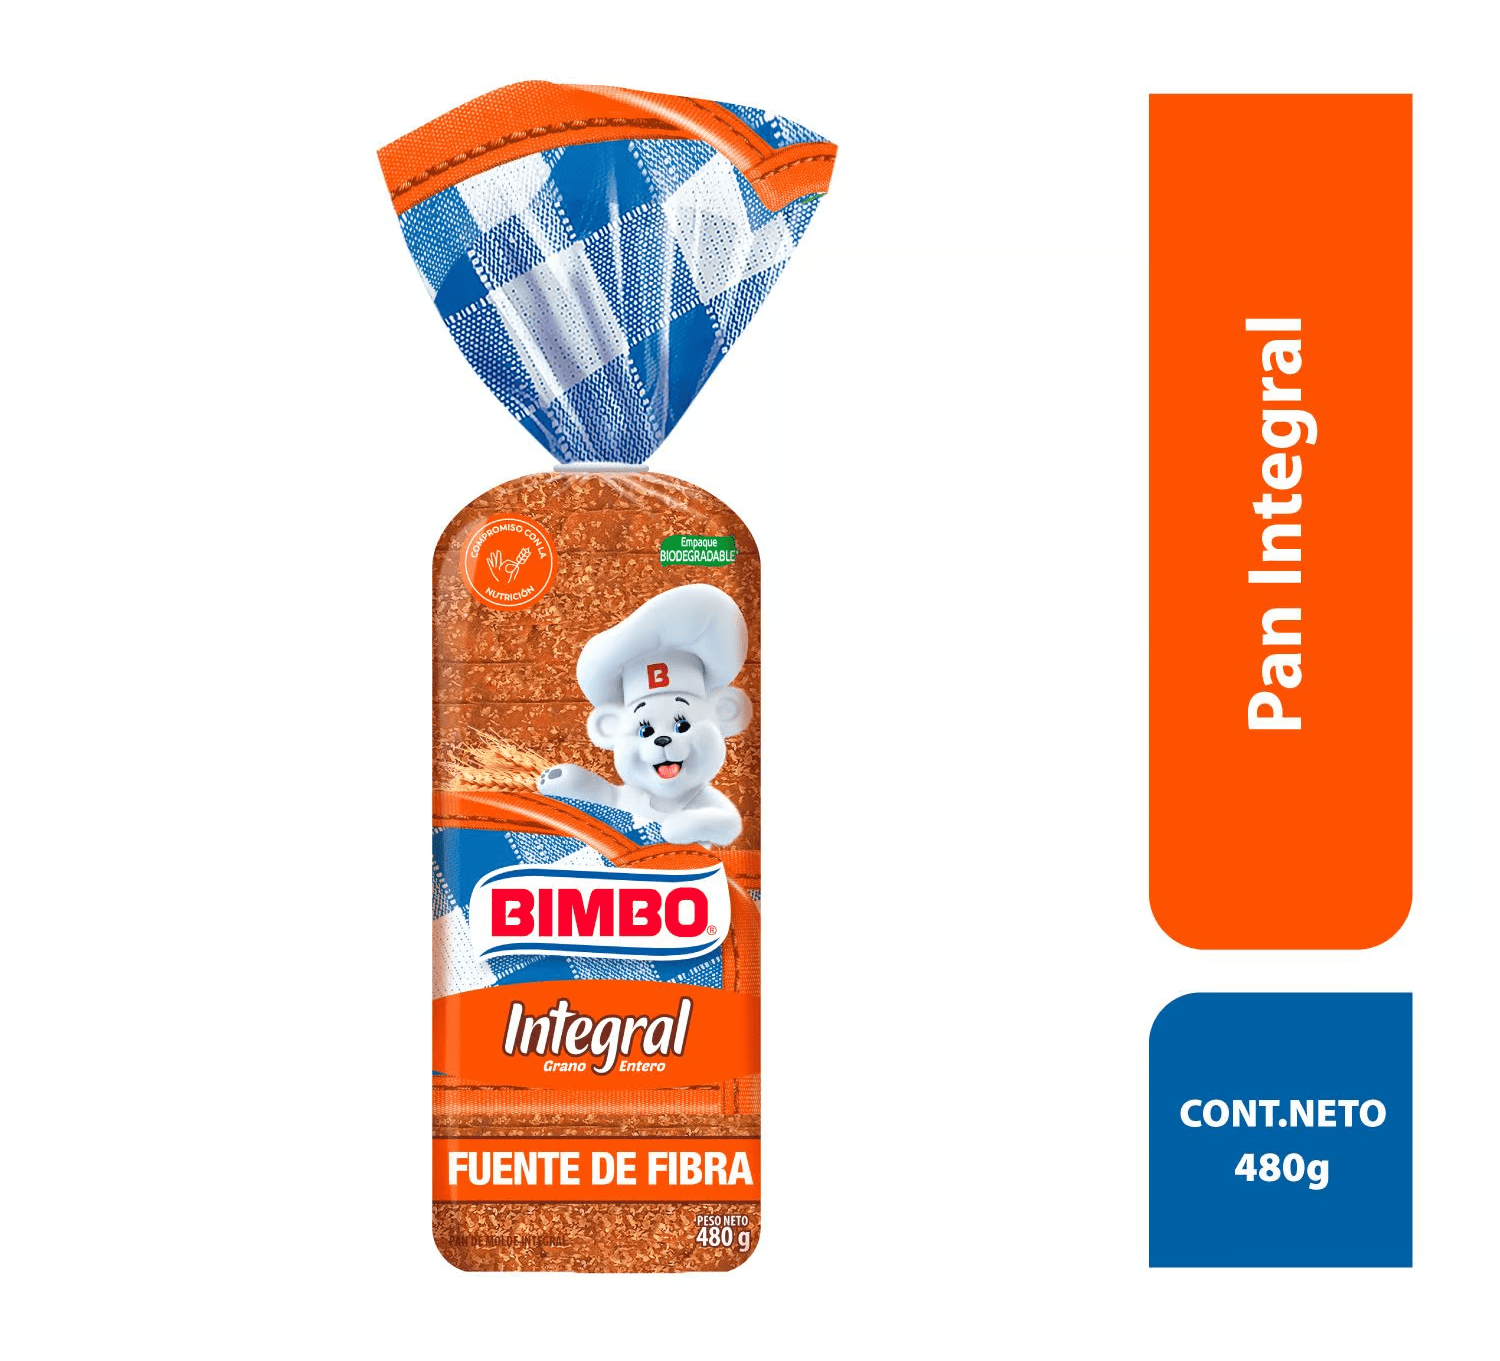 COMPROMISO CON LA
NUTRICIÓN
Empaque
BIODEGRADABLE
B
BIMBO®
Integral
Grano Entero
FUENTE DE FIBRA
PESO NETO
480 g
PAN DE MOLDE INTEGRAL
Pan Integral
CONT.NETO
480g